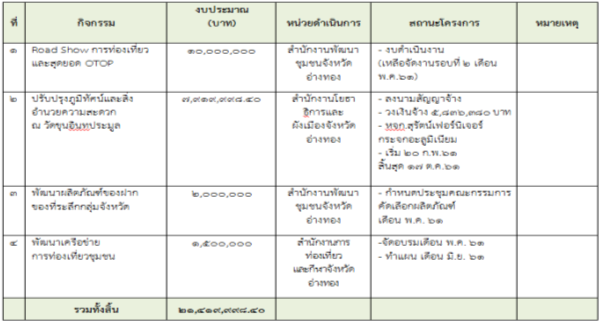 ที่ กิจกรรม งบประมาณ (บาท) หน่วยดำเนินการ สถานะโครงการ หมายเหตุ
๑ Road Show การท่องเที่ยว ๑๐,๐๐๐,๐๐๐ สำนักงานพัฒนา - งบดำเนินงาน
และสุดยอด OTOP ชุมชนจังหวัด (เหลือจัดงานรอบที่ ๒ เดือน
อ่างทอง พ.ค.๖๑)
๒ ปรับปรุงภูมิทัศน์และสิ่ง ๗,๙๑๙,๙๙๘.๔๐ สำนักงานโยธา - ลงนามสัญญาจ้าง
อำนวยความสะดวก ธิการและ - วงเงินจ้าง ๕,๘๓๖,๓๘๐ บาท
ณ วัดขุนอินทประมูล ผังเมืองจังหวัด - หจก.สุรัตน์เฟอร์นิเจอร์
อ่างทอง กระจกอะลูมิเนียม
- เริ่ม ๒๐ ก.พ.๖๑
สิ้นสุด ๑๗ ต.ค.๖๑
๓ พัฒนาผลิตภัณฑ์ของฝาก ๒,๐๐๐,๐๐๐ สำนักงานพัฒนา - กำหนดประชุมคณะกรรมการ
ของที่ระลึกกลุ่มจังหวัด ชุมชนจังหวัด คัดเลือกผลิตภัณฑ์
อ่างทอง เดือน พค. ๖๑
๔ พัฒนาเครือข่าย ๑,๕๐๐,๐๐๐ สำนักงานการ -จัดอบรมเดือน พ.ค. ๖๑
การท่องเที่ยวชุมชน ท่องเที่ยว - ทำแผน เดือน มิ.ย. ๖๑
และกีฬาจังหวัด
อ่างทอง
รวมทั้งสิ้น ๒๑,๔๑๙,๙๙๘.๔๐